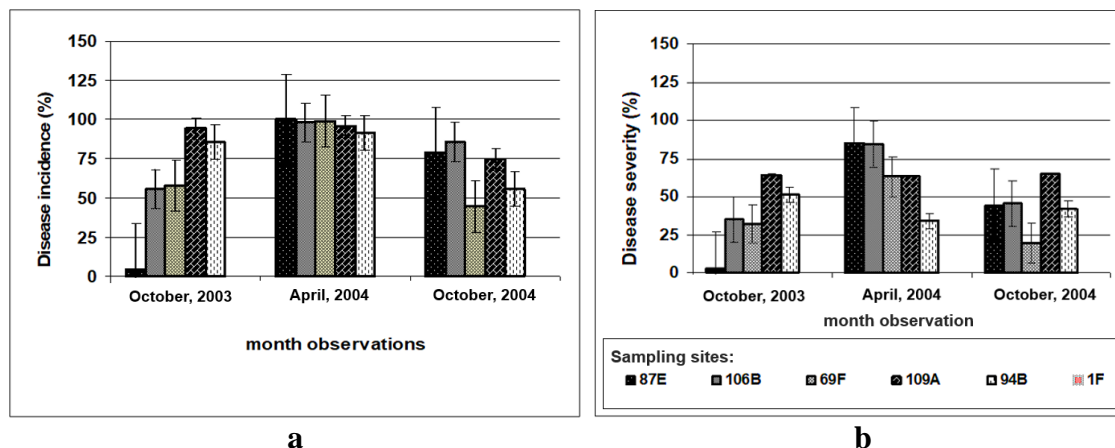 150
125
100
75
50
25
0
Disease incidence (%)
October, 2003 April, 2004 October, 2004
month observations
a
150
125
100
75
50
25
0
Disease severity (%)
October, 2003 April, 2004 October, 2004
month observation
Sampling sites:
87E 106B 69F 109A 94B 1F
b